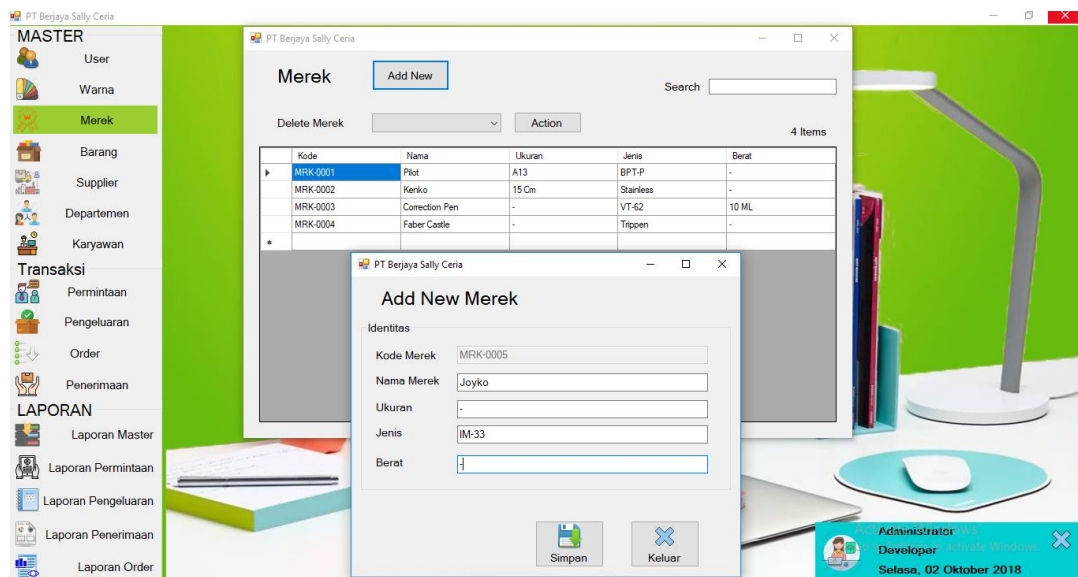 PT Berjaya Sally Ceria
MASTER
User
Warna
Merek
Barang
Supplier
Departemen
Karyawan
Transaksi
Permintaan
Pengeluaran
Order
Penerimaan
LAPORAN
Laporan Master
Laporan Permintaan
Laporan Pengeluaran
Laporan Penerimaan
Laporan Order
PT Berjaya Sally Ceria
Merek
Add New
Search
Delete Merek
Action
4 Items
Kode Nama Ukuran Jenis Berat
MRK-0001 Pilot A13 BPT-P -
MRK-0002 Kenko 15 Cm Stainless -
MRK-0003 Correction Pen - VT-62 10 ML
MRK-0004 Faber Castle - Trippen -
PT Berjaya Sally Ceria
Add New Merek
Identitas
Kode Merek MRK-0005
Nama Merek Joyko
Ukuran -
Jenis IM-33
Berat -
Simpan Keluar
Administrator
Developer
activate Windows.
Selasa, 02 Oktober 2018